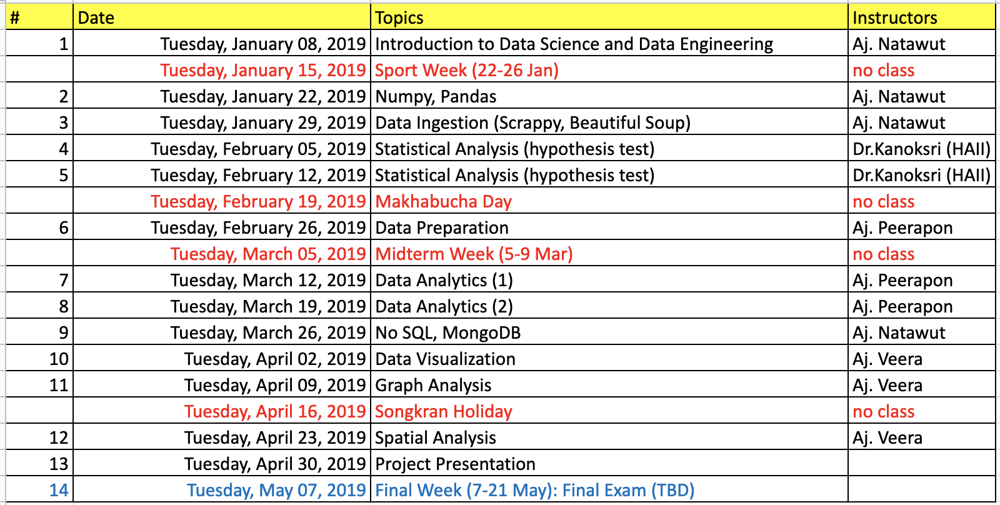 # Date Topics Instructors
1 Tuesday, January 08, 2019 Introduction to Data Science and Data Engineering Aj. Natawut
Tuesday, January 15, 2019 Sport Week (22-26 Jan) no class
2 Tuesday, January 22, 2019 Numpy, Pandas Aj. Natawut
3 Tuesday, January 29, 2019 Data Ingestion (Scrappy, Beautiful Soup) Aj. Natawut
4 Tuesday, February 05, 2019 Statistical Analysis (hypothesis test) Dr.Kanoksri (HAII)
5 Tuesday, February 12, 2019 Statistical Analysis (hypothesis test) Dr.Kanoksri (HAII)
Tuesday, February 19, 2019 Makhabucha Day no class
6 Tuesday, February 26, 2019 Data Preparation Aj. Peerapon
Tuesday, March 05, 2019 Midterm Week (5-9 Mar) no class
7 Tuesday, March 12, 2019 Data Analytics (1) Aj. Peerapon
8 Tuesday, March 19, 2019 Data Analytics (2) Aj. Peerapon
9 Tuesday, March 26, 2019 No SQL, MongoDB Aj. Natawut
10 Tuesday, April 02, 2019 Data Visualization Aj. Veera
11 Tuesday, April 09, 2019 Graph Analysis Aj. Veera
Tuesday, April 16, 2019 Songkran Holiday no class
12 Tuesday, April 23, 2019 Spatial Analysis Aj. Veera
13 Tuesday, April 30, 2019 Project Presentation
14 Tuesday, May 07, 2019 Final Week (7-21 May): Final Exam (TBD)